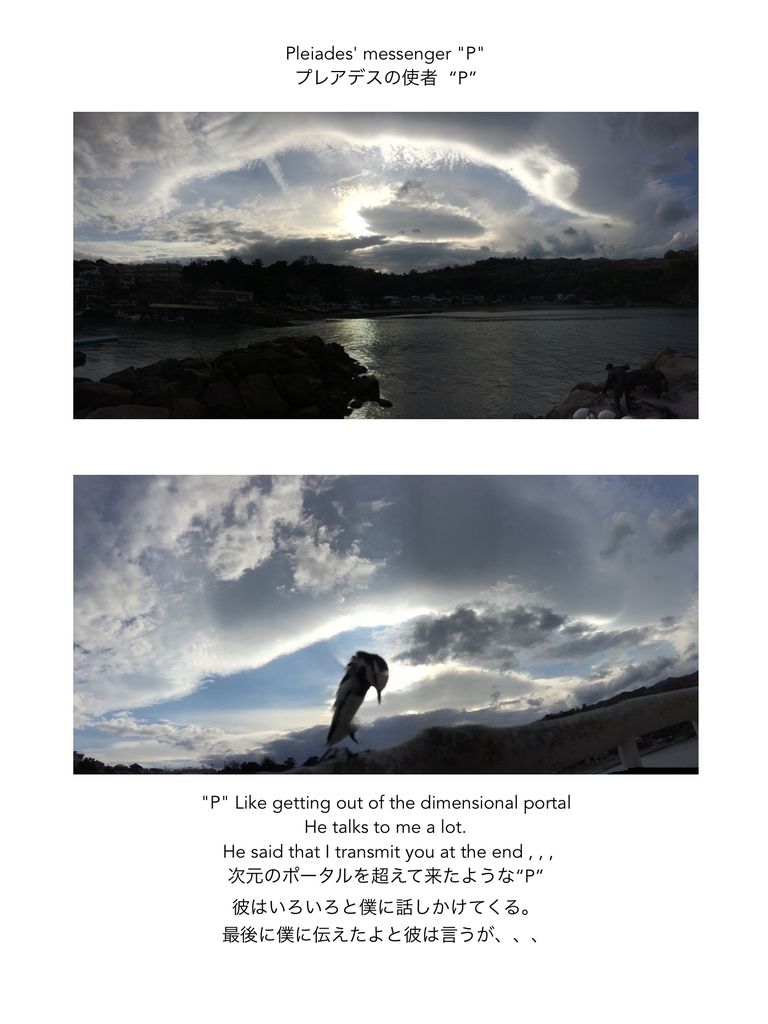 Pleiades' messenger "P"
プレアデスの使者 “P”
"P" Like getting out of the dimensional portal
He talks to me a lot.
He said that I transmit you at the end , , ,
次元のポータルを超えて来たような“P”
彼はいろいろと僕に話しかけてくる。
最後に僕に伝えたよと彼は言うが、、、